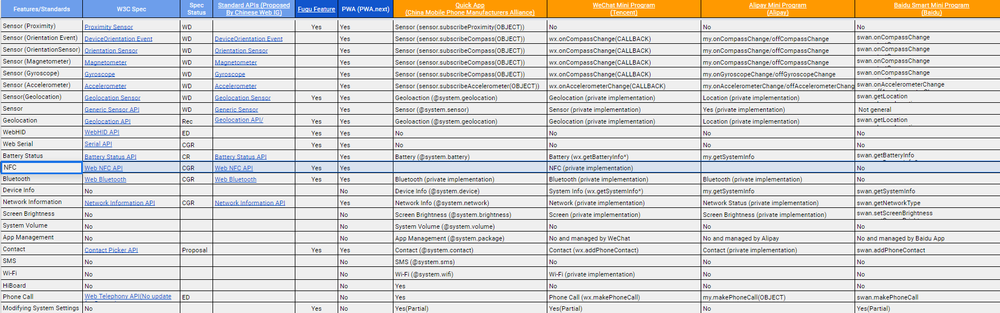 Features/Standards W3C Spec Spec Status Standard APIs (Proposed By Chinese Web IG) Fugu Feature PWA (PWA.next) Quick App (China Mobile Phone Manufacturers Alliance) WeChat Mini Program (Tencent) Alipay Mini Program (Alipay) Baidu Smart Mini Program (Baidu)
Sensor (Proximity) Proximity Sensor WD Yes Yes Sensor (sensor.subscribeProximity(OBJECT)) No No No
Sensor (Orientation Event) DeviceOrientation Event WD DeviceOrientation Event Yes Sensor (sensor.subscribeCompass(OBJECT)) wx.onCompassChange(CALLBACK) my.onCompassChange/offCompassChange swan.onCompassChange
Sensor (OrientationSensor) Orientation Sensor WD Orientation Sensor Yes Sensor (sensor.subscribeCompass(OBJECT)) wx.onCompassChange(CALLBACK) my.onCompassChange/offCompassChange swan.onCompassChange
Sensor (Magnetometer) Magnetometer WD Magnetometer Yes Sensor (sensor.subscribeCompass(OBJECT)) wx.onCompassChange(CALLBACK) my.onCompassChange/offCompassChange swan.onCompassChange
Sensor (Gyroscope) Gyroscope WD Gyroscope Yes Sensor (sensor.subscribeCompass(OBJECT)) wx.onCompassChange(CALLBACK) my.onGyroscopeChange/offGyroscopeChange swan.onCompassChange
Sensor (Accelerometer) Accelerometer WD Accelerometer Yes Sensor (sensor.subscribeAccelerometer(OBJECT)) wx.onAccelerometerChange(CALLBACK) my.onAccelerometerChange/offAccelerometerChang swan.onAccelerometerChange
Sensor(Geolocation) Geolocation Sensor WD Geolocation Sensor Yes Yes Geoloaction (@system.geolocation) Geolocation (private implementation) Location (private implementation) swan.getLocation
Sensor Generic Sensor API WD Generic Sensor Yes Sensor (@system.sensor) Sensor (private implementation) Yes (private implementation) Not general
Geolocation Geolocation API Rec Geolocation API/ Yes Yes Geoloaction (@system.geolocation) Geolocation (private implementation) Location (private implementation) swan.getLocation
WebHID WebHID API ED Yes Yes No No No No
Web Serial Serial API CGR Yes Yes No No No No
Battery Status Battery Status API CR Battery Status API Yes Battery (@system.battery) Battery (wx.getBatteryInfo*) my.getSystemInfo swan.getBatteryInfo
NFC Web NFC API CGR Web NFC API Yes Yes NFC (private implementation) No
Bluetooth Web Bluetooth CGR Web Bluetooth Yes Yes Bluetooth (private implementation) Bluetooth (private implementation) Bluetooth (private implementation) No
Device Info No No Device Info (@system.device) System Info (wx.getSystemInfo*) my.getSystemInfo swan.getSystemInfo
Network Information Network Information API CGR Network Information API Yes Network Info (@system.network) Network (private implementation) Network Status (private implementation) swan.getNetworkType
Screen Brightness No No Screen Brightness (@system.brightness) Screen (private implementation) Screen Brightness (private implementation) swan.setScreenBrightness
System Volume No No System Volume (@system.volume) No No No
App Management No No App Management (@system.package) No and managed by WeChat No and managed by Alipay No and managed by Baidu App
Contact Contact Picker API Proposal Yes Yes Contact (@system.contact) Contact (wx.addPhoneContact) Contact (private implementation) swan.addPhoneContact
SMS No No SMS (@system.sms) No No No
Wi-Fi No No Wi-Fi (@system.wifi) Wi-Fi (private implementation) No No
HiBoard No No Yes No No No
Phone Call Web Telephony API(No update ED No Yes Phone Call (wx.makePhoneCall) my.makePhoneCall(OBJECT) swan.makePhoneCall
Modifying System Settings No Yes No Yes(Partial) Yes(Partial) No Yes(Partial)